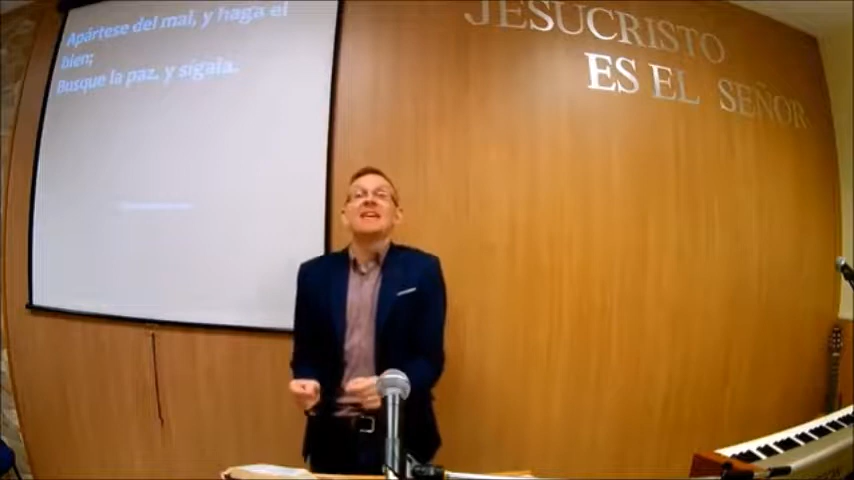 Apártese del mal, y haga el
bien;
Busque la paz, y sígala.
JESUCRISTO
ES EL SEÑOR